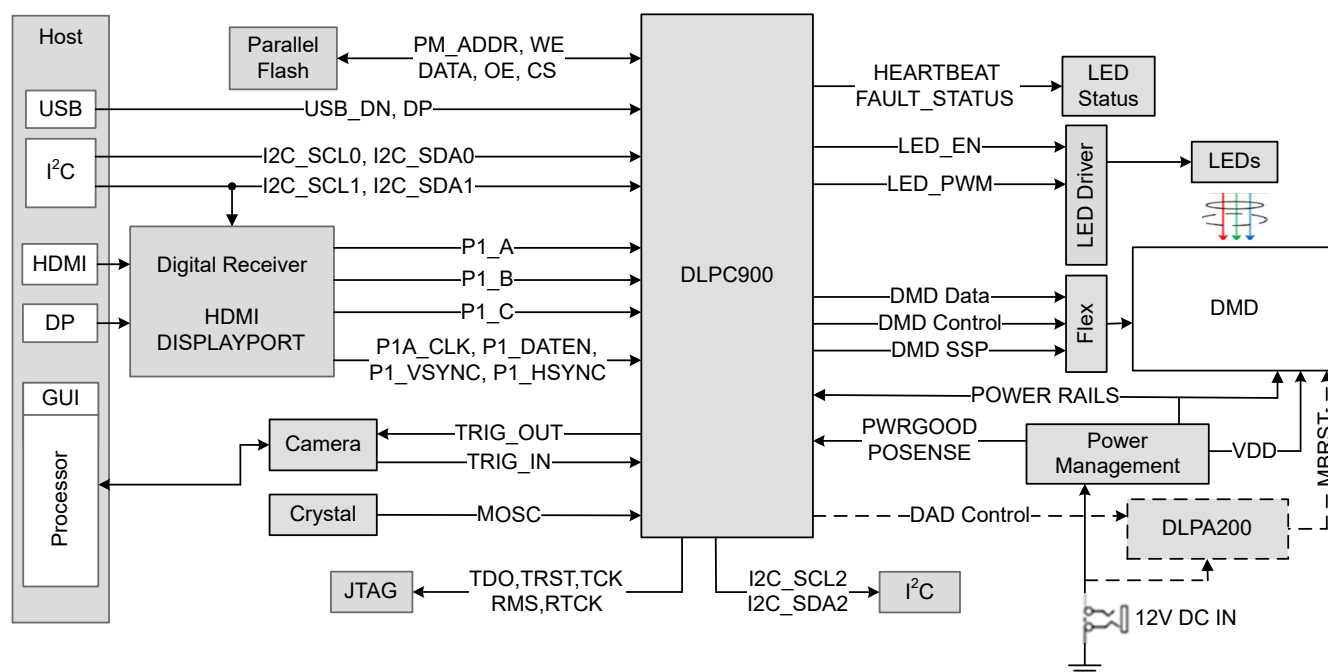 Host
Parallel
Flash
PM_ADDR, WE
DATA, OE, CS
USB
USB_DN, DP
I²C
I2C_SCL0, I2C_SDA0
I2C_SCL1, I2C_SDA1
HDMI
DP
Digital Receiver
HDMI
DISPLAYPORT
P1_A
P1_B
P1_C
P1A_CLK, P1_DATEN,
P1_VSYNC, P1_HSYNC
GUI
Processor
Camera
TRIG_OUT
TRIG_IN
Crystal
MOSC
JTAG
TDO,TRST,TCK
RMS,RTCK
DLPC900
I2C_SCL2
I2C_SDA2
I²C
HEARTBEAT
FAULT_STATUS
LED
Status
LED_EN
LED_PWM
LED Driver
LEDs
DMD Data
DMD Control
DMD SSP
Flex
DMD
POWER RAILS
PWRGOOD
POSENSE
Power
Management
VDD
MBRST
DAD Control
DLPA200
12V DC IN